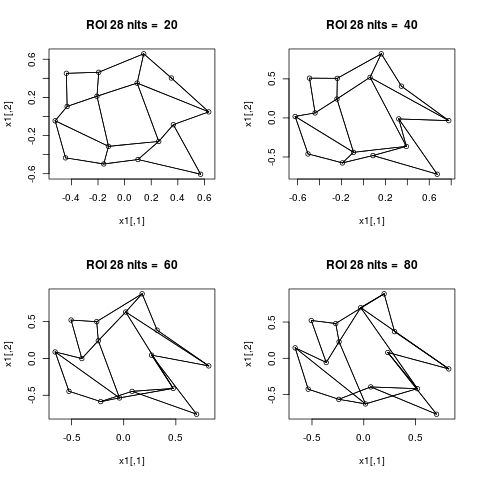 ROI 28 nits =  20
x1[,2]
-0.6 -0.2 0.2 0.6
-0.4 -0.2 0.0 0.2 0.4 0.6
x1[,1]
ROI 28 nits =  40
x1[,2]
-0.5 0.0 0.5
-0.6 -0.2 0.2 0.6
x1[,1]
ROI 28 nits =  60
x1[,2]
-0.5 0.0 0.5
-0.5 0.0 0.5
x1[,1]
ROI 28 nits =  80
x1[,2]
-0.5 0.0 0.5
-0.5 0.0 0.5
x1[,1]